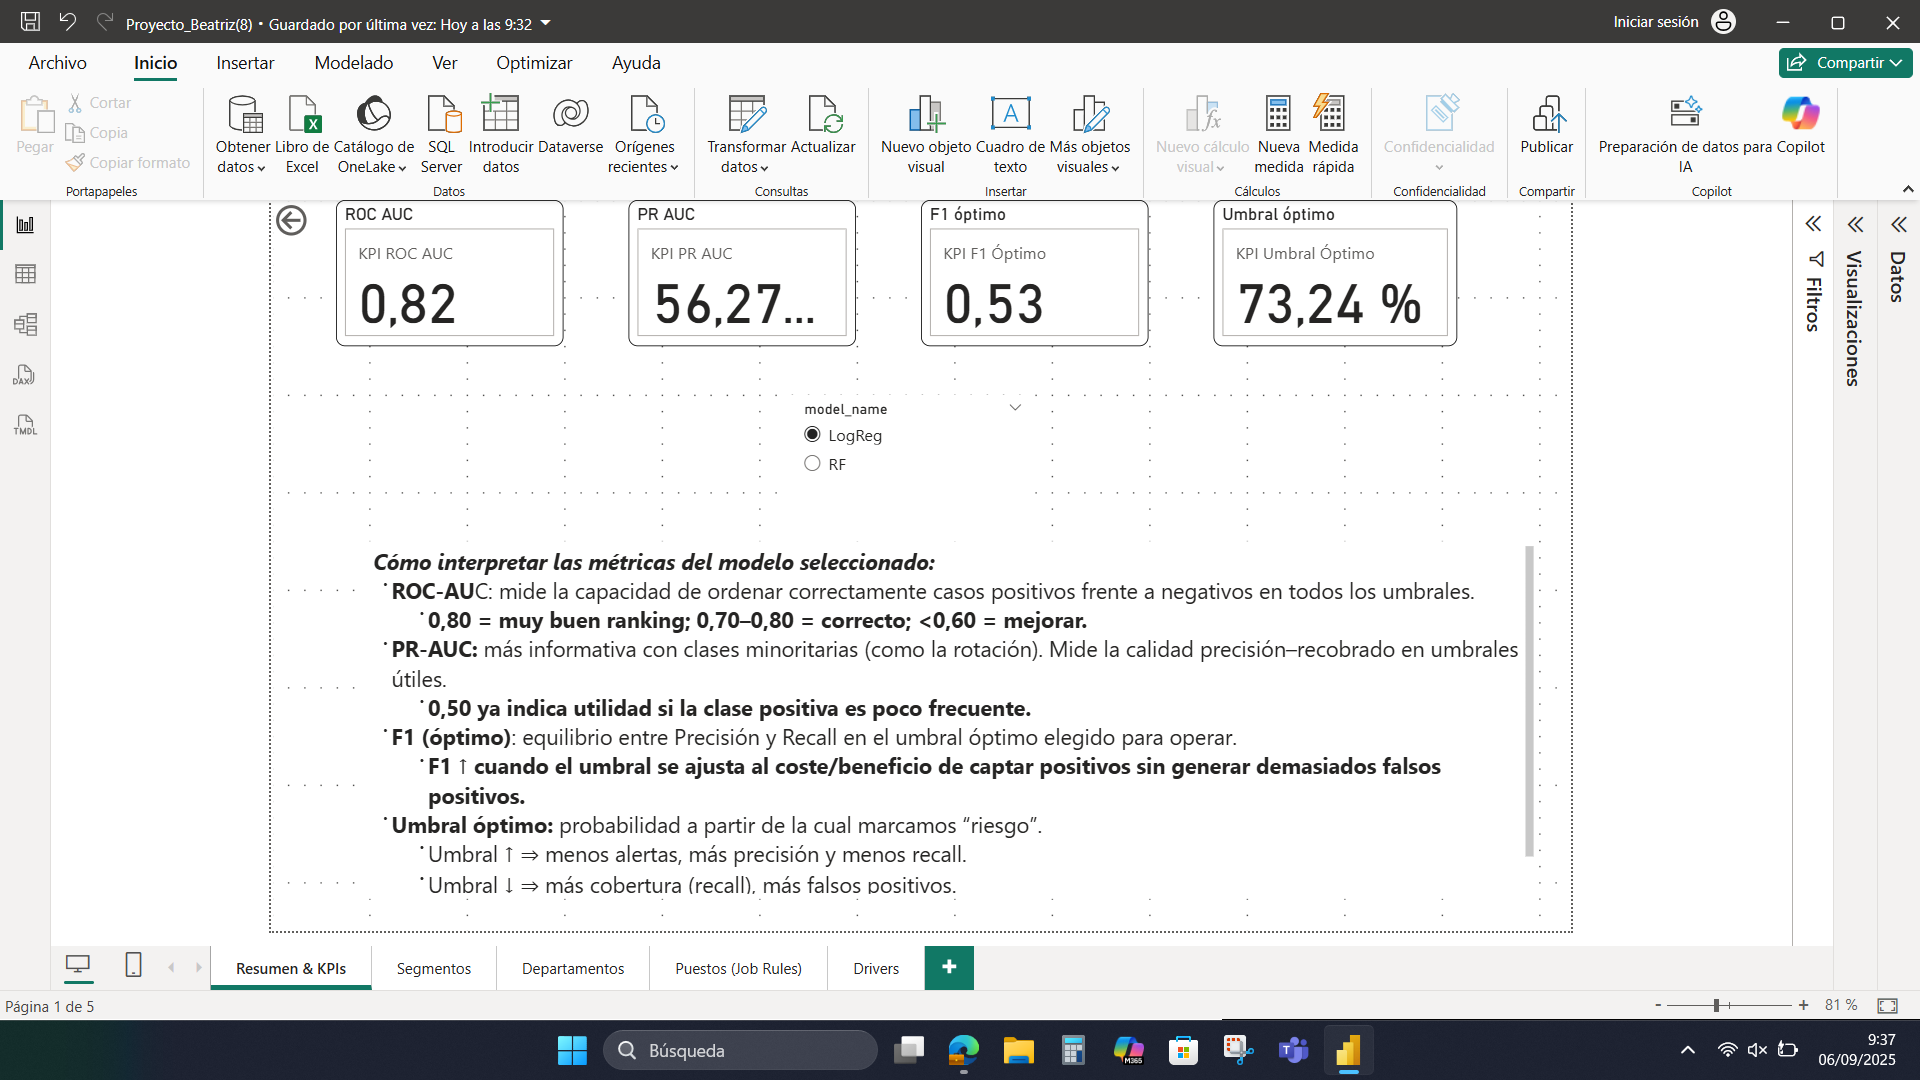 Proyecto_Beatriz(8) • Guardado por última vez: Hoy a las 9:32
Iniciar sesión
Archivo
Inicio
Insertar
Modelado
Ver
Optimizar
Ayuda
Compartir
Pegar
Cortar
Copia
Copiar formato
Portapapeles
Obtener datos
Libro de Excel
Catálogo de OneLake
SQL Server
Introducir datos
Dataverse
Orígenes recientes
Datos
Transformar datos
Actualizar
Consultas
Nuevo objeto visual
Cuadro de texto
Más objetos visuales
Insertar
Nuevo cálculo visual
Nueva medida
Medida rápida
Cálculos
Confidencialidad
Confidencialidad
Publicar
Compartir
Preparación de datos para IA
Copilot
Copilot
DAX
TMDL
ROC AUC
KPI ROC AUC
0,82
PR AUC
KPI PR AUC
56,27...
F1 óptimo
KPI F1 Óptimo
0,53
Umbral óptimo
KPI Umbral Óptimo
73,24 %
model_name
LogReg
RF
Cómo interpretar las métricas del modelo seleccionado:
ROC-AUC: mide la capacidad de ordenar correctamente casos positivos frente a negativos en todos los umbrales.
0,80 = muy buen ranking; 0,70–0,80 = correcto; <0,60 = mejorar.
PR-AUC: más informativa con clases minoritarias (como la rotación). Mide la calidad precisión–recobrado en umbrales
útiles.
0,50 ya indica utilidad si la clase positiva es poco frecuente.
F1 (óptimo): equilibrio entre Precisión y Recall en el umbral óptimo elegido para operar.
F1 ↑ cuando el umbral se ajusta al coste/beneficio de captar positivos sin generar demasiados falsos
positivos.
Umbral óptimo: probabilidad a partir de la cual marcamos “riesgo”.
Umbral ↑ ⇒ menos alertas, más precisión y menos recall.
Umbral ↓ ⇒ más cobertura (recall), más falsos positivos.
Filtros
Visualizaciones
Datos
Resumen & KPIs
Segmentos
Departamentos
Puestos (Job Rules)
Drivers
Página 1 de 5
- + 81 %
Búsqueda
M365
9:37
06/09/2025